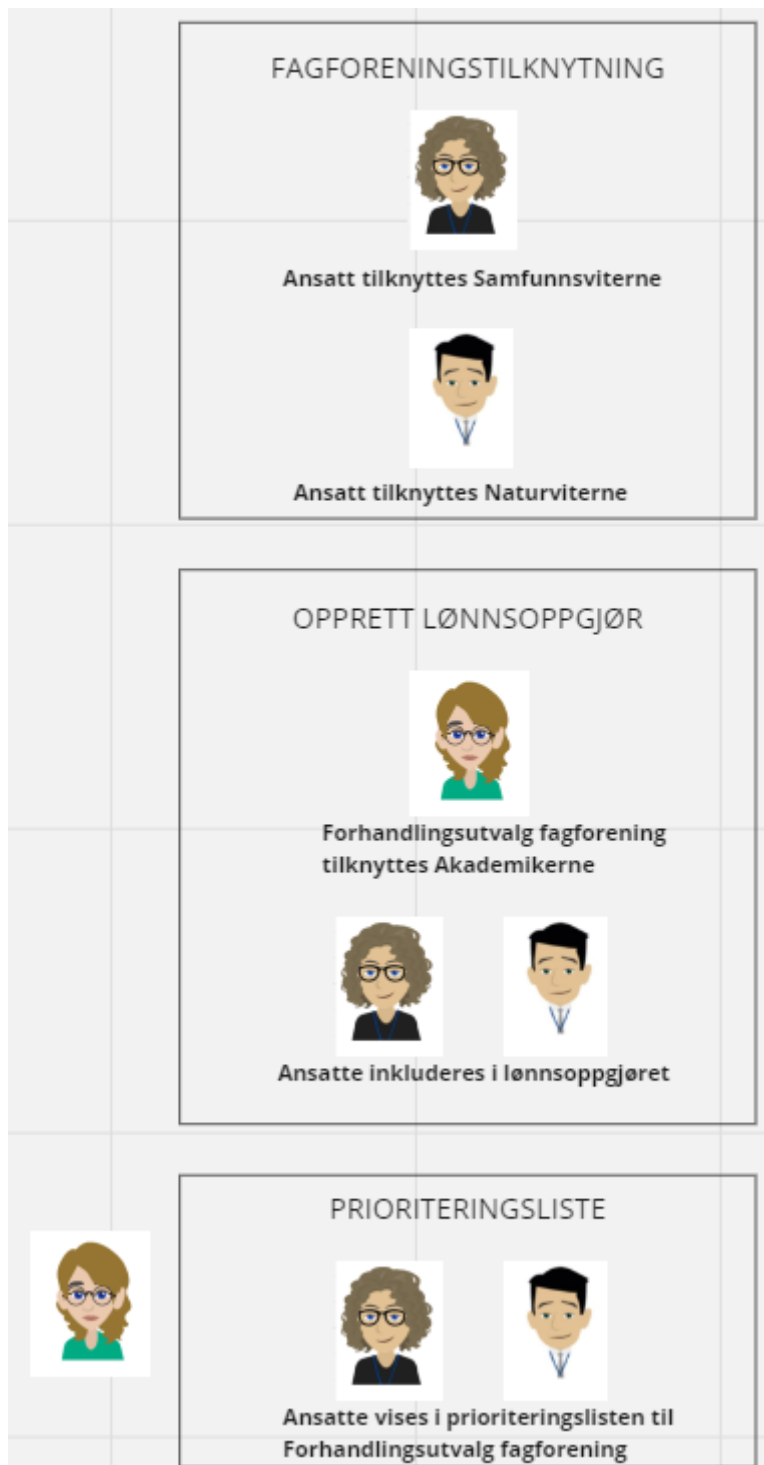 FAGFORENINGSTILKNYTNING
Ansatt tilknyttes Samfunnsviterne
Ansatt tilknyttes Naturviterne
OPPRETT LØNNSOPPGJØR
Forhandlingsutvalg fagforening
tilknyttes Akademikerne
Ansatte inkluderes i lønnsoppgjøret
PRIORITERINGSLISTE
Ansatte vises i prioriteringslisten til
Forhandlingsutvalg fagforening